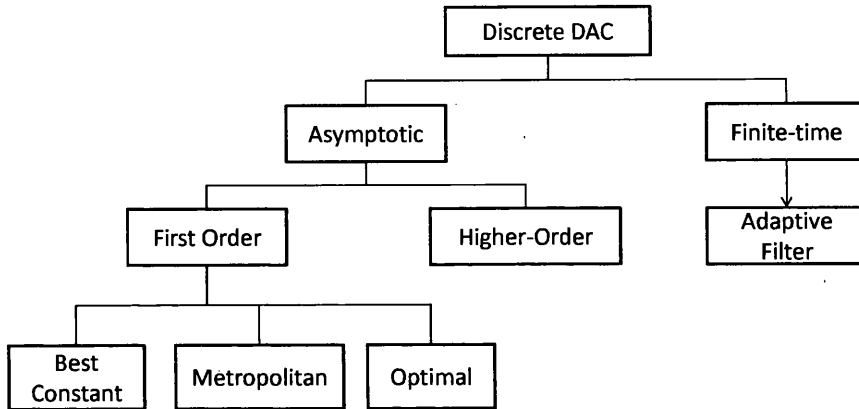 Discrete DAC
Asymptotic
Finite-time
First Order
Higher-Order
Adaptive
Filter
Best
Constant
Metropolitan
Optimal